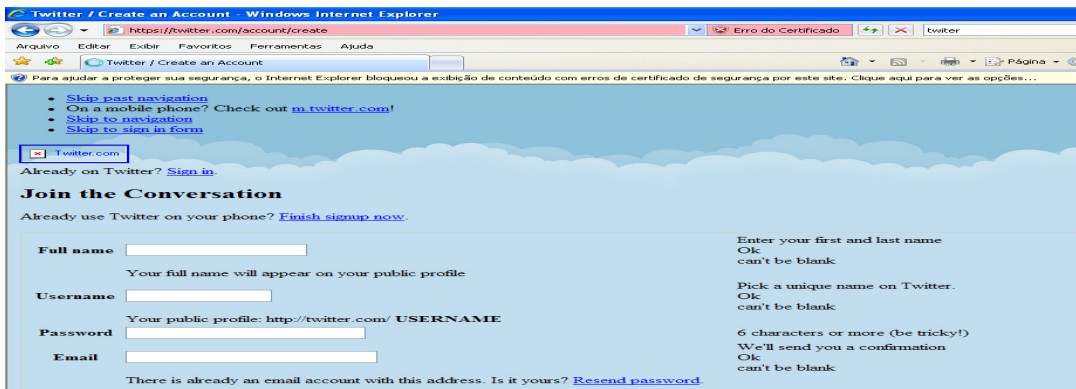 Twitter / Create an Account - Windows Internet Explorer
https://twitter.com/account/create
Erro do Certificado
twiter
Arquivo Editar Exibir Favoritos Ferramentas Ajuda
Twitter / Create an Account
Página
Para ajudar a proteger sua segurança, o Internet Explorer bloqueou a exibição de conteúdo com erros de certificado de segurança por este site. Clique aqui para ver as opções...
Skip past navigation
On a mobile phone? Check out m.twitter.com!
Skip to navigation
Skip to sign in form
Twitter.com
Already on Twitter? Sign in.
Join the Conversation
Already use Twitter on your phone? Finish signup now.
Full name
Enter your first and last name
Ok
can't be blank
Your full name will appear on your public profile
Username
Pick a unique name on Twitter.
Ok
can't be blank
Your public profile: http://twitter.com/ USERNAME
Password
6 characters or more (be tricky!)
Email
We'll send you a confirmation
Ok
can't be blank
There is already an email account with this address. Is it yours? Resend password.